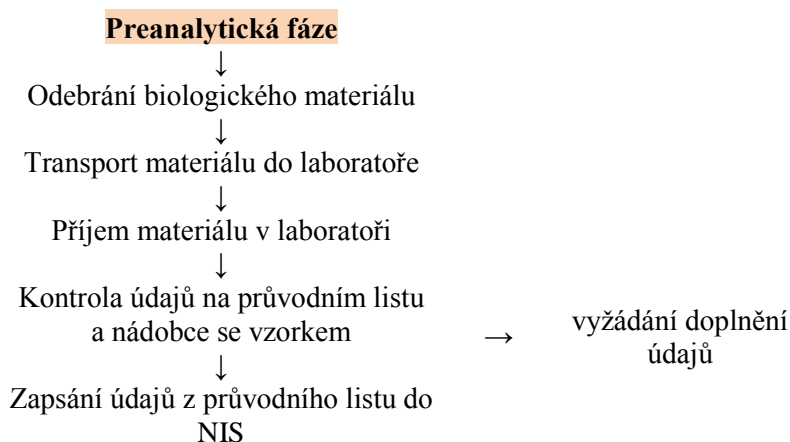 Preanalytická fáze
↓
Odebrání biologického materiálu
↓
Transport materiálu do laboratoře
↓
Příjem materiálu v laboratoři
↓
Kontrola údajů na průvodním listu
a nádobce se vzorkem
→
vyžádání doplnění
údajů
↓
Zapsání údajů z průvodního listu do
NIS